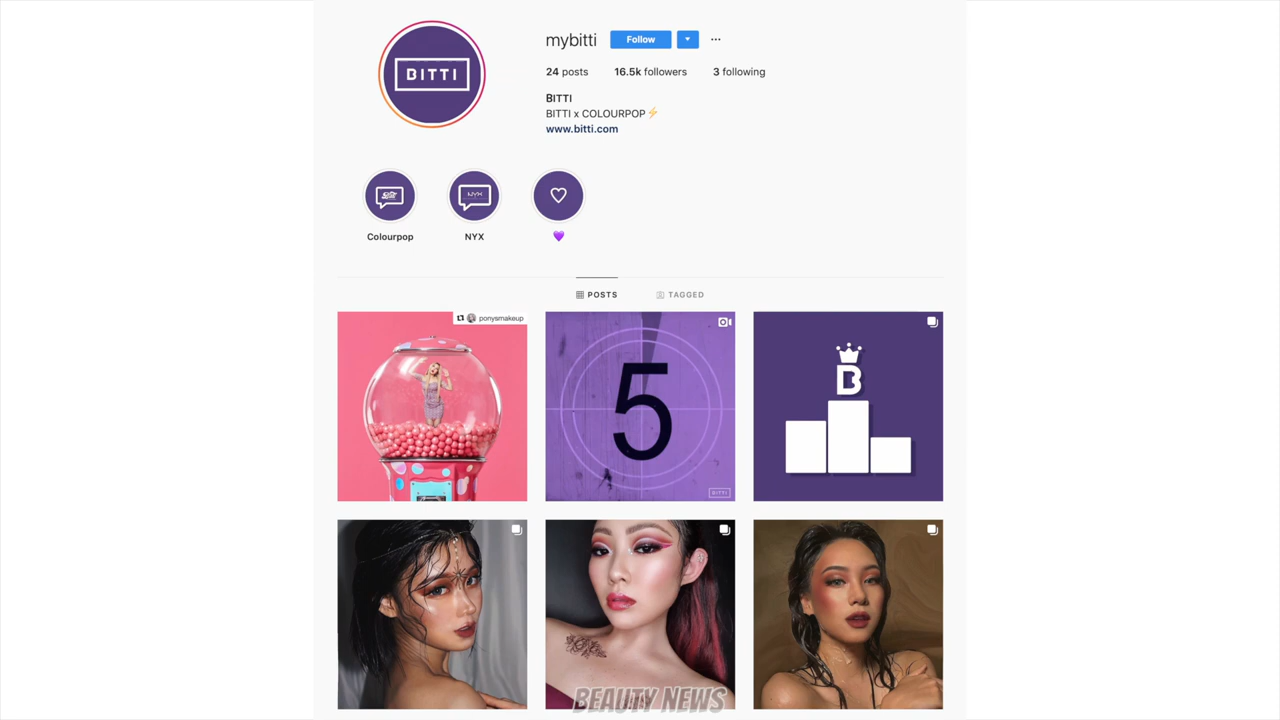 BITTI
mybitti
Follow
24 posts 16.5k followers 3 following
BITTI
BITTI x COLOURPOP⚡
www.bitti.com
NYX
Colourpop NYX 💜
POSTS TAGGED
ponysmakeup
5
BITTI
B
BEAUTY NEWS